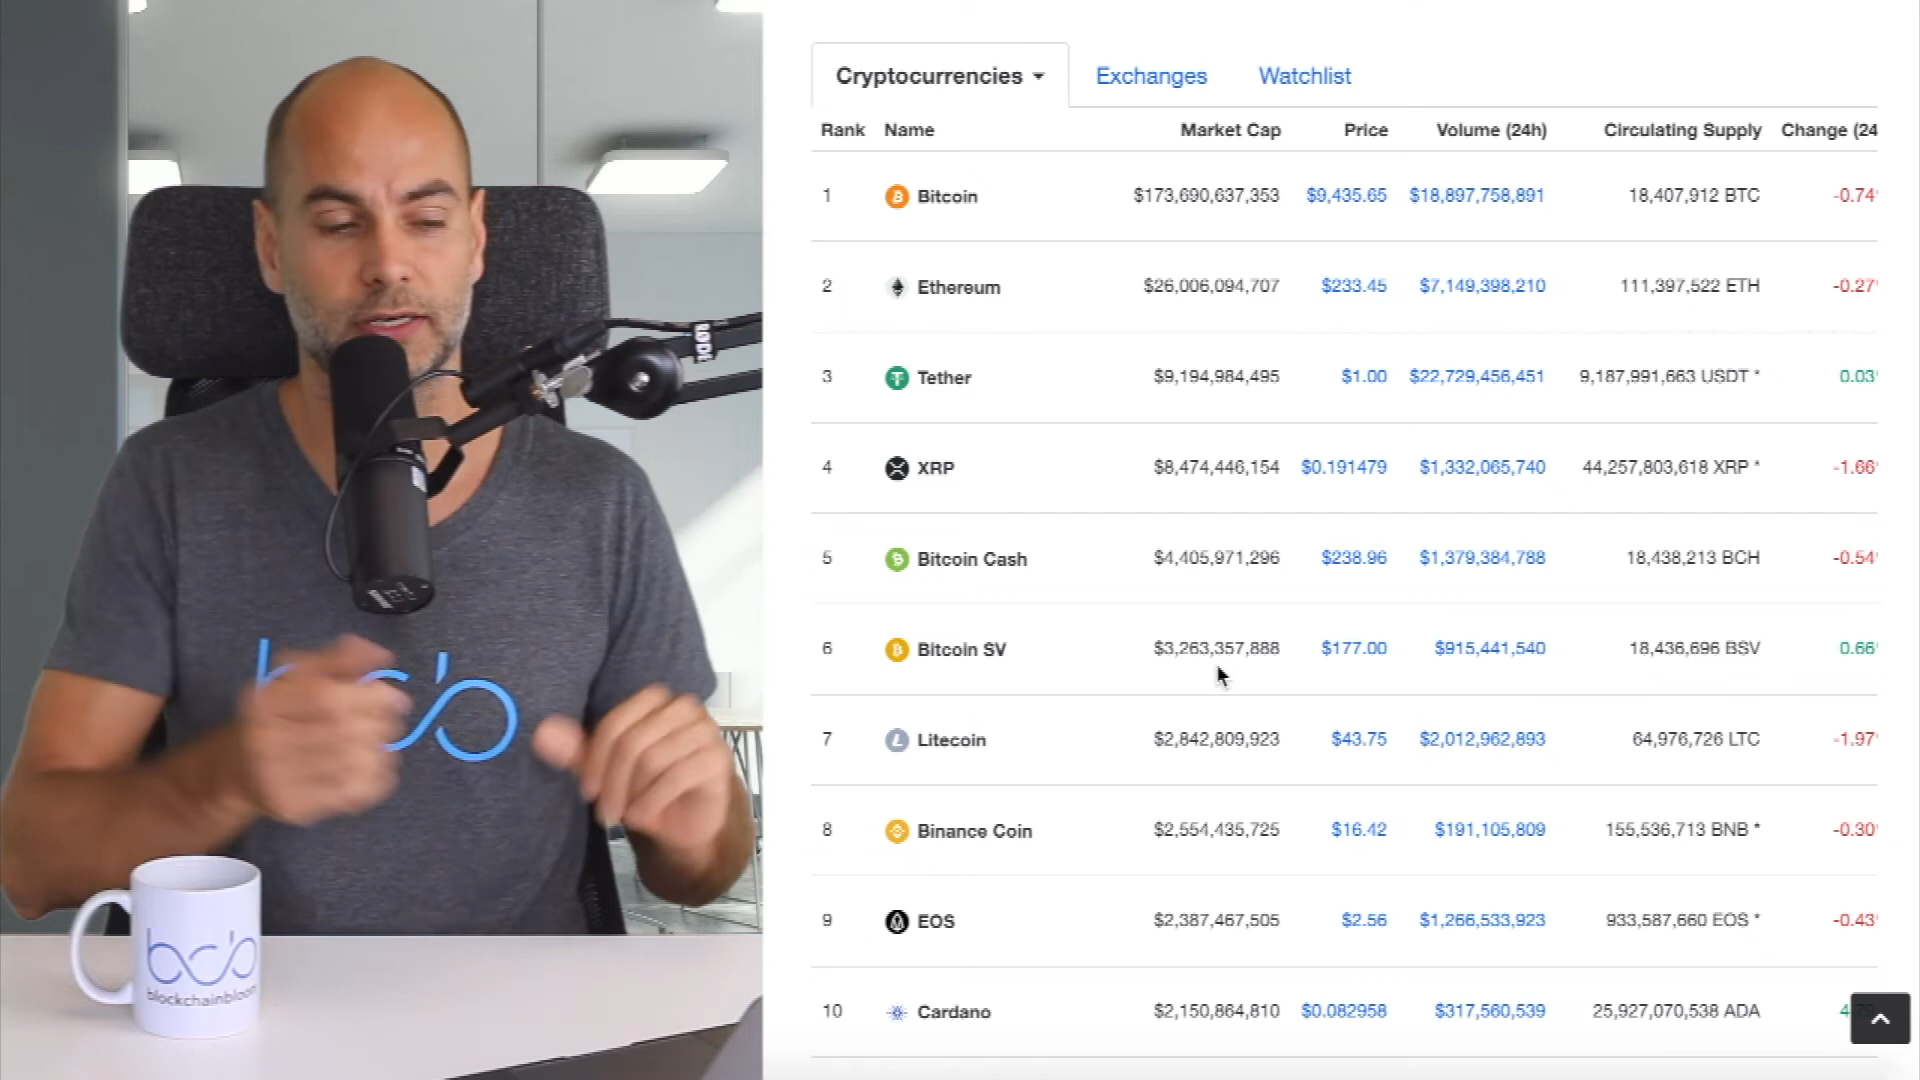 Cryptocurrencies Exchanges Watchlist
Rank Name Market Cap Price Volume (24h) Circulating Supply Change (24
1 Bitcoin $173,690,637,353 $9,435.65 $18,897,758,891 18,407,912 BTC -0.74
2 Ethereum $26,006,094,707 $233.45 $7,149,398,210 111,397,522 ETH -0.27
3 Tether $9,194,984,495 $1.00 $22,729,456,451 9,187,991,663 USDT * 0.03
4 XRP $8,474,446,154 $0.191479 $1,332,065,740 44,257,803,618 XRP * -1.66
5 Bitcoin Cash $4,405,971,296 $238.96 $1,379,384,788 18,438,213 BCH -0.54
6 Bitcoin SV $3,263,357,888 $177.00 $915,441,540 18,436,696 BSV 0.66
7 Litecoin $2,842,809,923 $43.75 $2,012,962,893 64,976,726 LTC -1.97
8 Binance Coin $2,554,435,725 $16.42 $191,105,809 155,536,713 BNB * -0.30
9 EOS $2,387,467,505 $2.56 $1,266,533,923 933,587,660 EOS * -0.43
10 Cardano $2,150,864,810 $0.082958 $317,560,539 25,927,070,538 ADA
RØDE
bcb
bcb
blockchainbloom